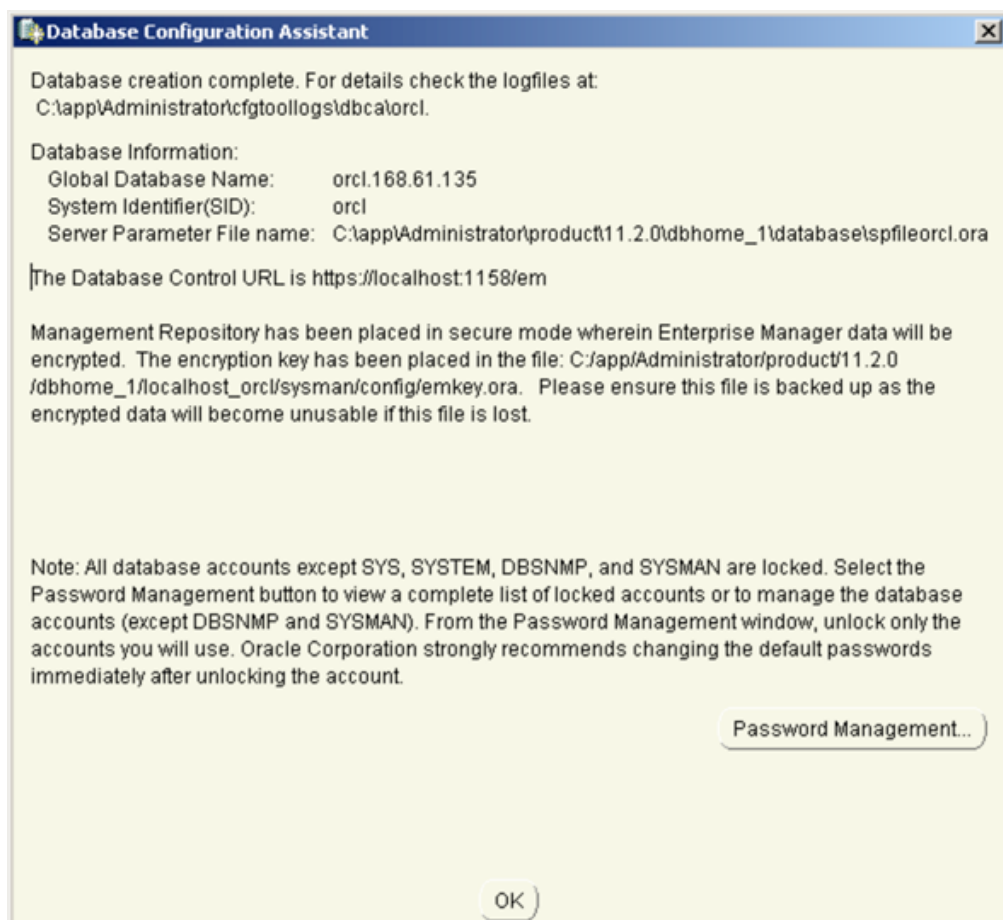 Database Configuration Assistant
Database creation complete. For details check the logfiles at:
C:\app\Administrator\cfgtoollogs\dbca\orcl.
Database Information:
Global Database Name: orcl.168.61.135
System Identifier(SID): orcl
Server Parameter File name: C:\app\Administrator\product\11.2.0\dbhome_1\database\spfileorcl.ora
The Database Control URL is https://localhost:1158/em
Management Repository has been placed in secure mode wherein Enterprise Manager data will be
encrypted. The encryption key has been placed in the file: C:/app/Administrator/product/11.2.0
/dbhome_1/localhost_orcl/sysman/config/emkey.ora. Please ensure this file is backed up as the
encrypted data will become unusable if this file is lost.
Note: All database accounts except SYS, SYSTEM, DBSNMP, and SYSMAN are locked. Select the
Password Management button to view a complete list of locked accounts or to manage the database
accounts (except DBSNMP and SYSMAN). From the Password Management window, unlock only the
accounts you will use. Oracle Corporation strongly recommends changing the default passwords
immediately after unlocking the account.
Password Management...
OK